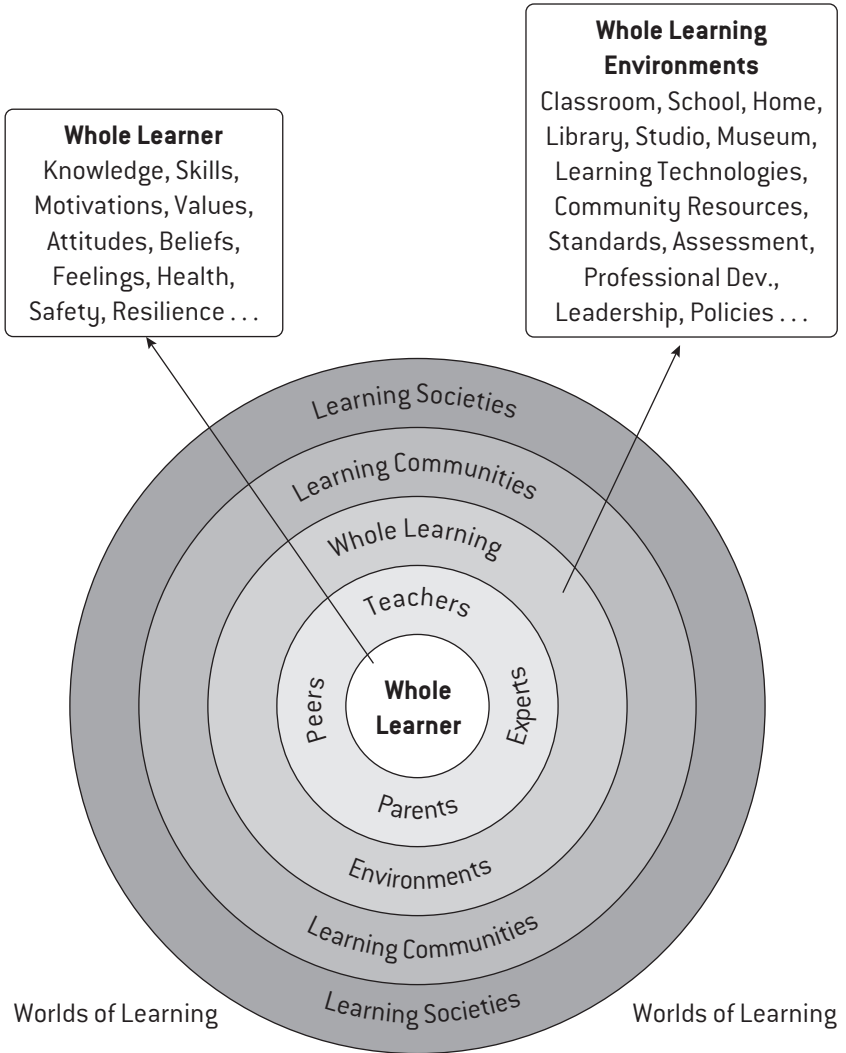 Whole Learning
Environments
Classroom, School, Home,
Library, Studio, Museum,
Learning Technologies,
Community Resources,
Standards, Assessment,
Professional Dev.,
Leadership, Policies . . .
Whole Learner
Knowledge, Skills,
Motivations, Values,
Attitudes, Beliefs,
Feelings, Health,
Safety, Resilience . . .
Learning Societies
Learning Communities
Whole Learning
Teachers
Peers
Whole
Learner
Experts
Parents
Environments
Learning Communities
Learning Societies
Worlds of Learning
Worlds of Learning